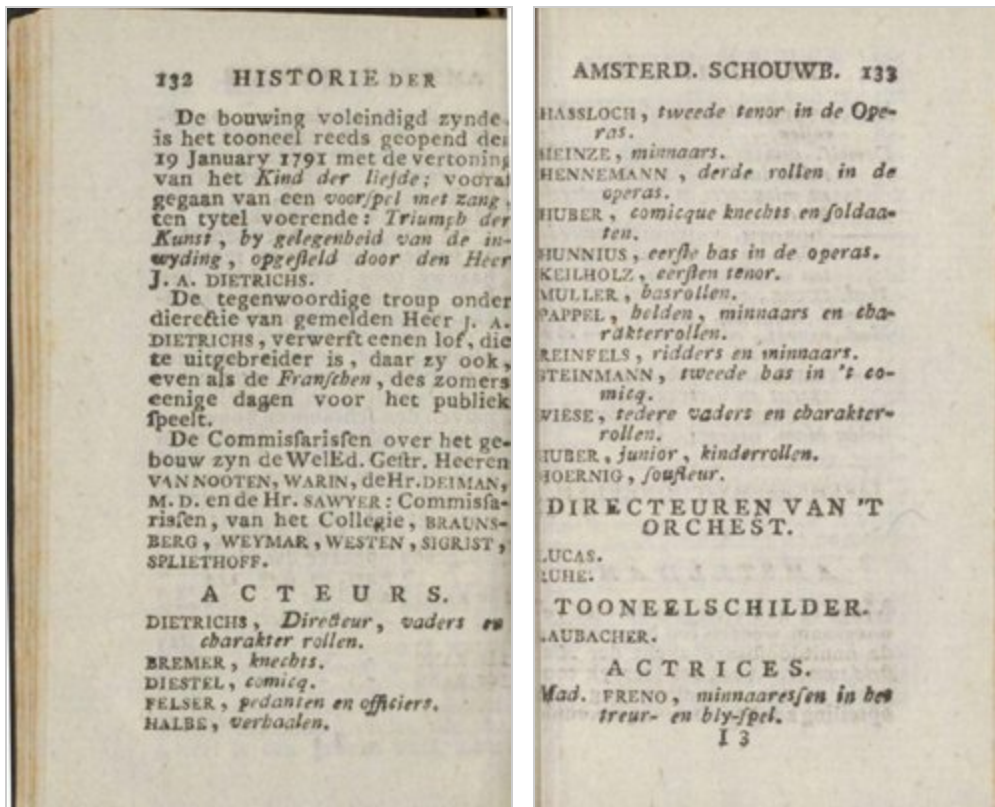 132 HISTORIE DER
De bouwing voleindigd zynde,
is het tooneel reeds geopend den
19 January 1791 met de vertoning
van het Kind der liefde; vooraf
gegaan van een voorſpel met zang,
ten tytel voerende: Triumph der
Kunst, by gelegenheid van de in-
wyding, opgeſteld door den Heer
J. A. DIETRICHS.
De tegenwoordige troup onder
dierectie van gemelden Heer J. A.
DIETRICHS, verwerft eenen lof, die
te uitgebreider is, daar zy ook,
even als de Franſchen, des zomers
eenige dagen voor het publiek
ſpeelt.
De Commisſarisſen over het ge-
bouw zyn de WelEd. Geſtr. Heeren
VAN NOOTEN, WARIN, de Hr. DEIMAN,
M. D. en de Hr. SAWYER: Commisſa-
risſen, van het Collegie, BRAUNS-
BERG, WEYMAR, WESTEN, SIGRIST,
SPLIETHOFF.
ACTEURS.
DIETRICHS, Directeur, vaders en
charakter rollen.
BREMER, knechts.
DIESTEL, comicq.
FELSER, pedanten en officiers.
HALBE, verhaalen.
AMSTERD. SCHOUWB. 133
HASSLOCH, tweede tenor in de Ope-
ras.
HEINZE, minnaars.
HENNEMANN, derde rollen in de
operas.
HUBER, comicque knechts en ſoldaa-
ten.
HUNNIUS, eerſte bas in de operas.
KEILHOLZ, eerſten tenor.
MULLER, basrollen.
PAPPEL, helden, minnaars en cha-
rakterrollen.
REINFELS, ridders en minnaars.
STEINMANN, tweede bas in 't co-
micq.
WIESE, tedere vaders en charakter-
rollen.
HUBER, junior, kinderrollen.
HOERNIG, ſoufleur.
DIRECTEUREN VAN 'T
ORCHEST.
LUCAS.
RUHE.
TOONEELSCHILDER.
AUBACHER.
ACTRICES.
Mad. FRENO, minnaaresſen in het
treur- en bly-ſpel.
I 3